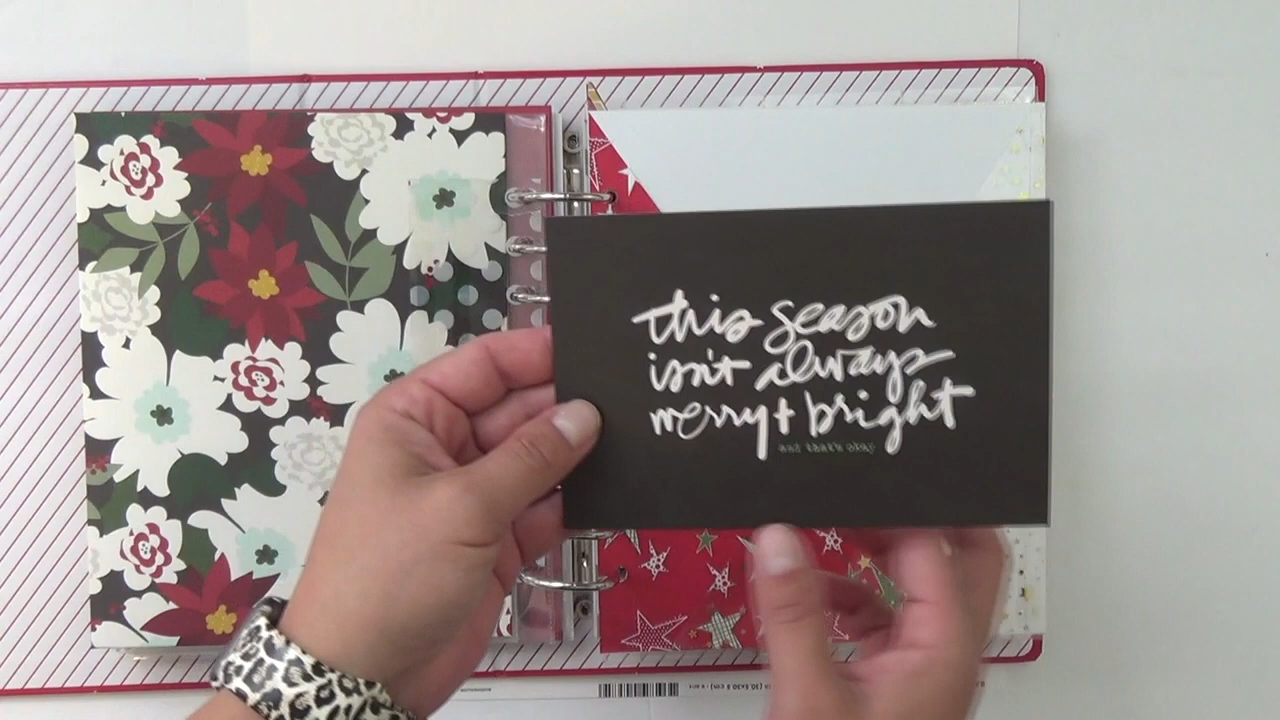 this season
isn't always
merry + bright
and that's okay